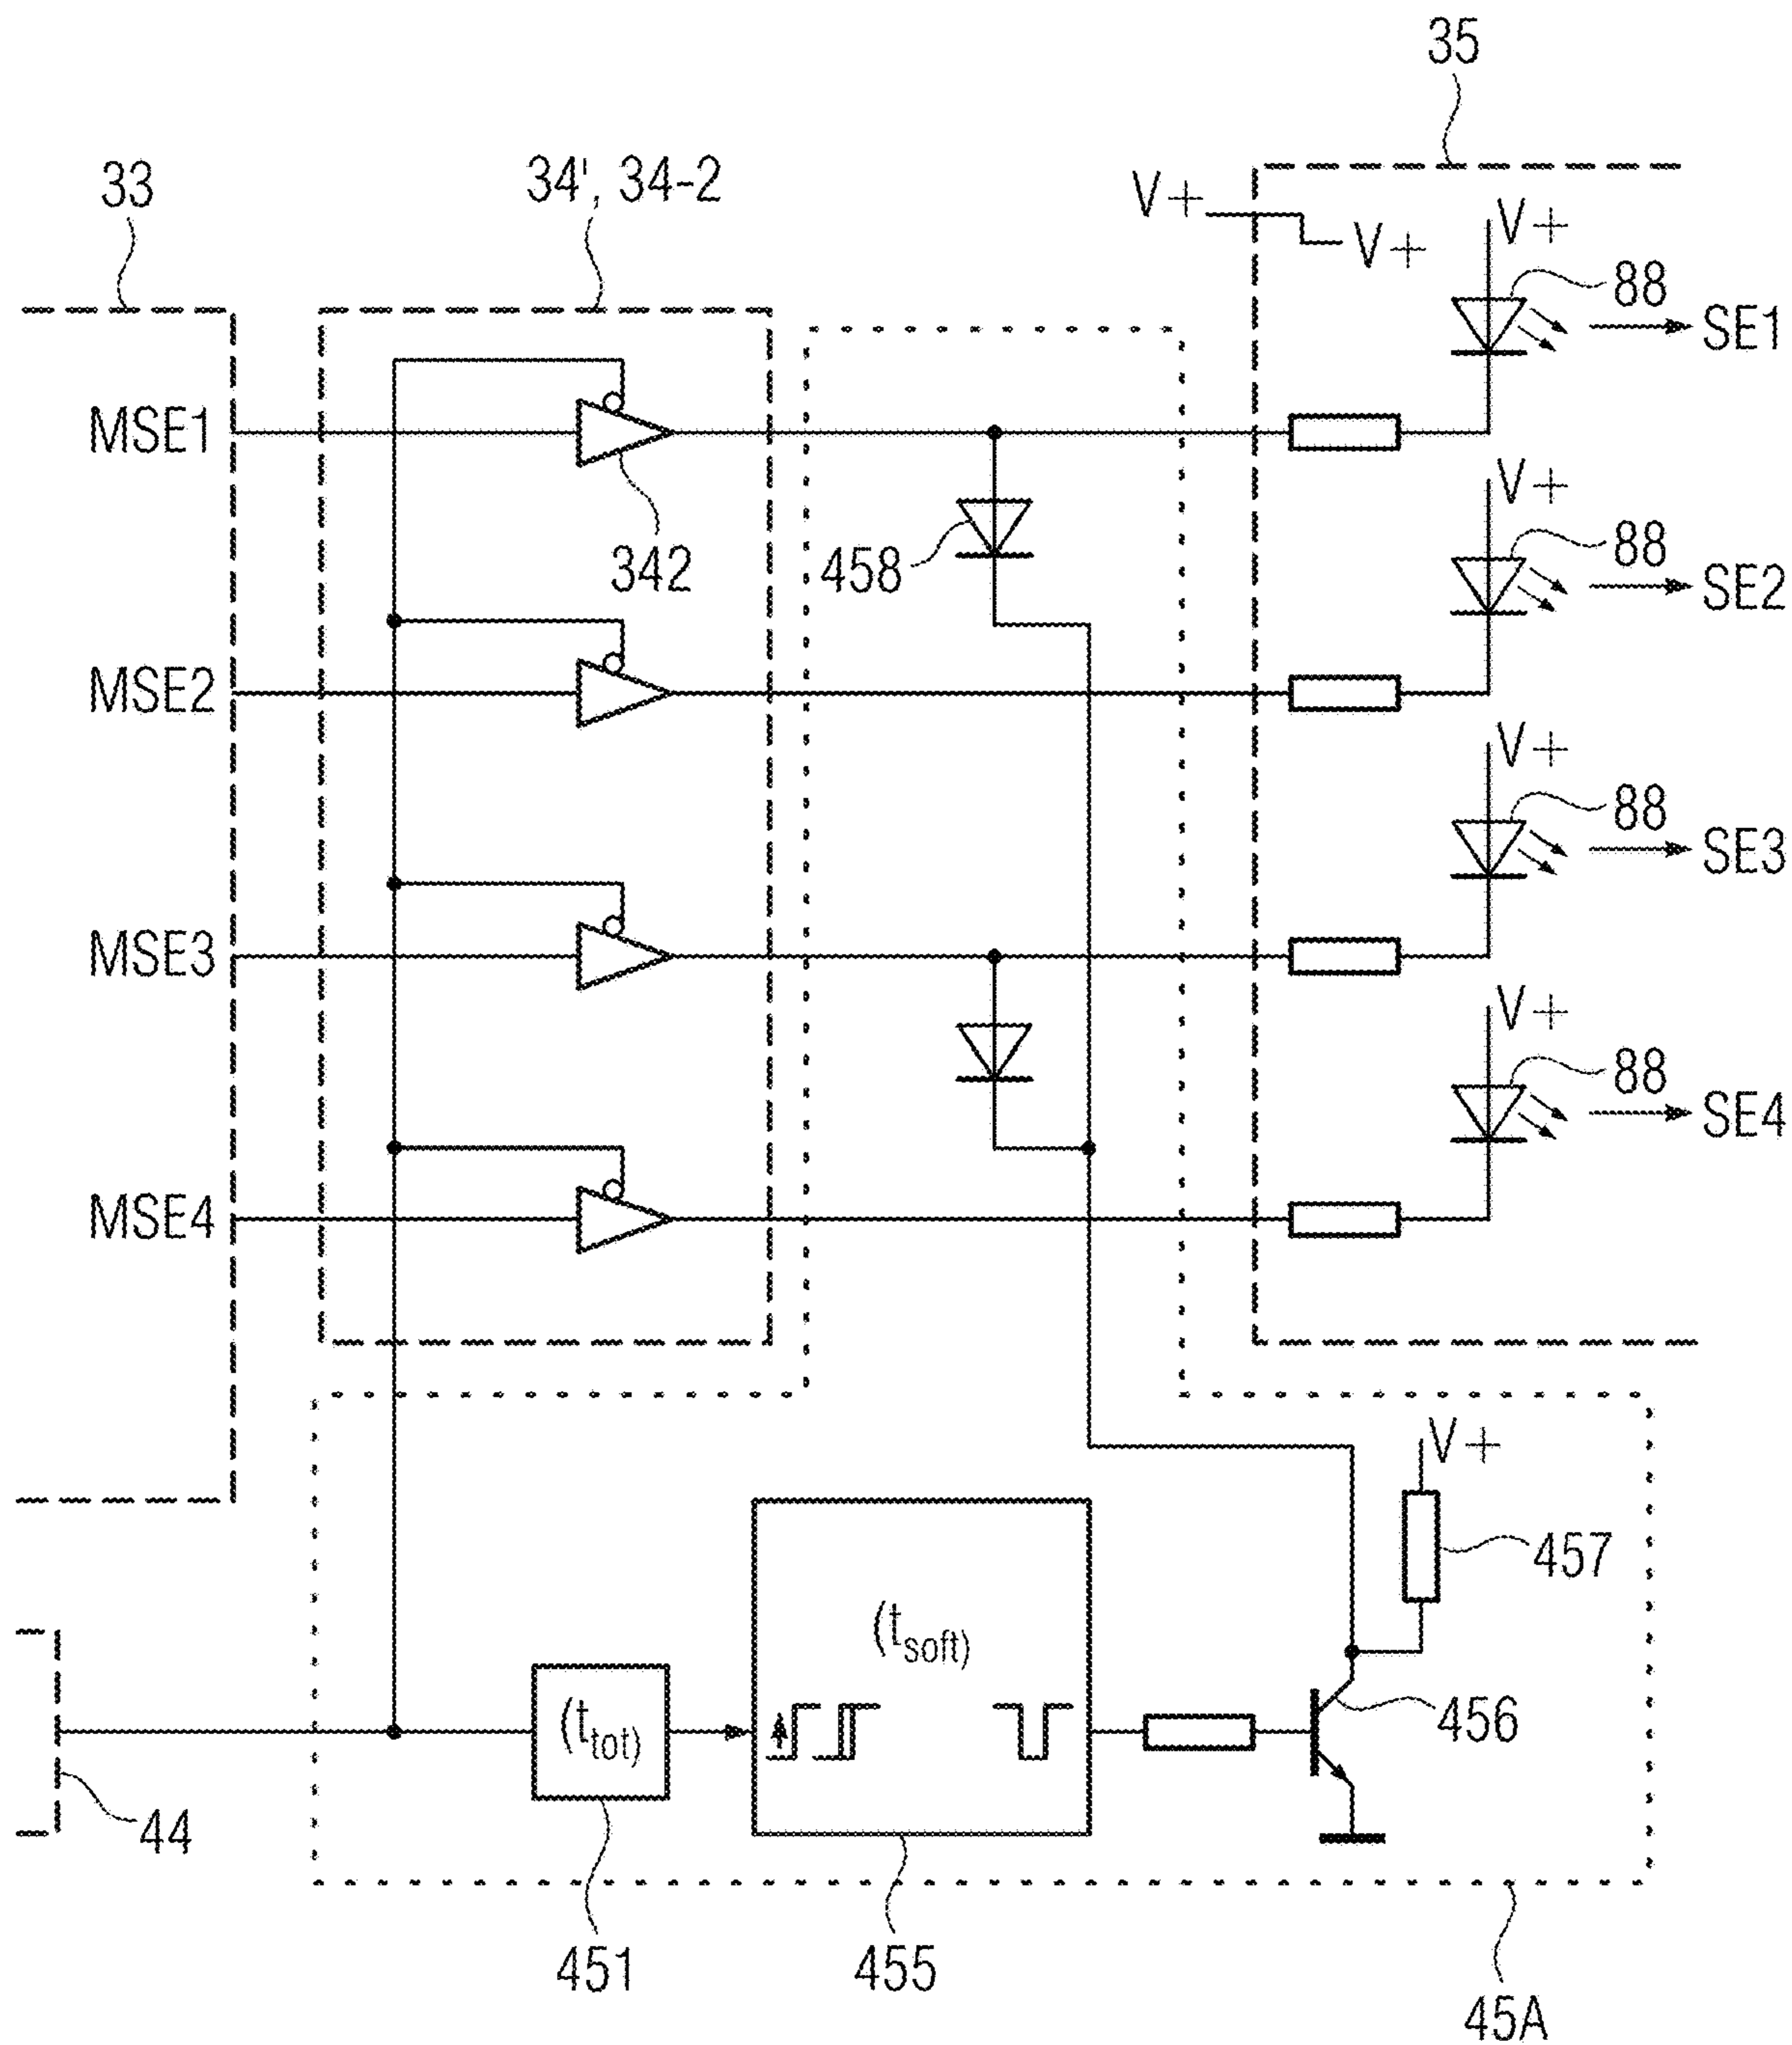 35
33
34', 34-2
V+
V+
V+
88
SE1
MSE1
342
458
V+
88
SE2
MSE2
V+
88
SE3
MSE3
V+
88
SE4
MSE4
V+
457
(tsoft)
(ttot)
456
44
451
455
45A